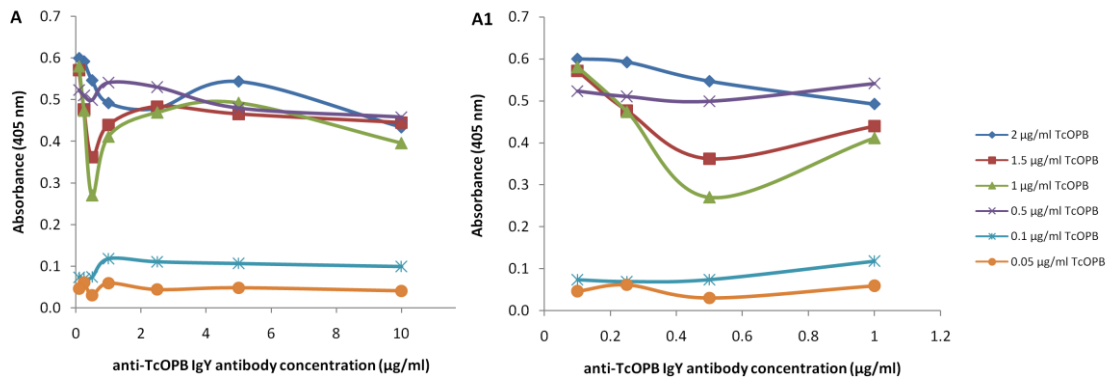 A
Absorbance (405 nm)
0.7
0.6
0.5
0.4
0.3
0.2
0.1
0.0
0
2
4
6
8
10
anti-TcOPB IgY antibody concentration (µg/ml)
A1
Absorbance (405 nm)
0.7
0.6
0.5
0.4
0.3
0.2
0.1
0.0
0
0.2
0.4
0.6
0.8
1
1.2
anti-TcOPB IgY antibody concentration (µg/ml)
2 µg/ml TcOPB
1.5 µg/ml TcOPB
1 µg/ml TcOPB
0.5 µg/ml TcOPB
0.1 µg/ml TcOPB
0.05 µg/ml TcOPB